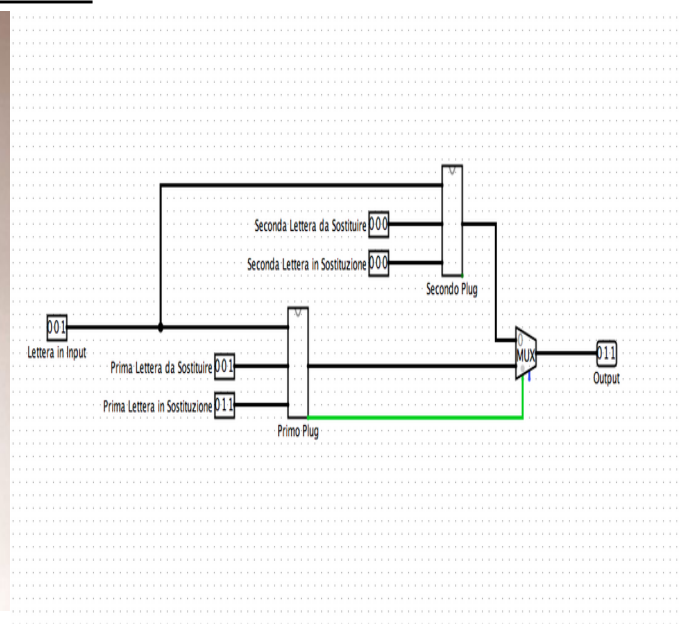 Seconda Lettera da Sostituire 000
Seconda Lettera in Sostituzione 000
Secondo Plug
001
Lettera in Input
Prima Lettera da Sostituire 001
Prima Lettera in Sostituzione 011
Primo Plug
0
MUX
011
Output